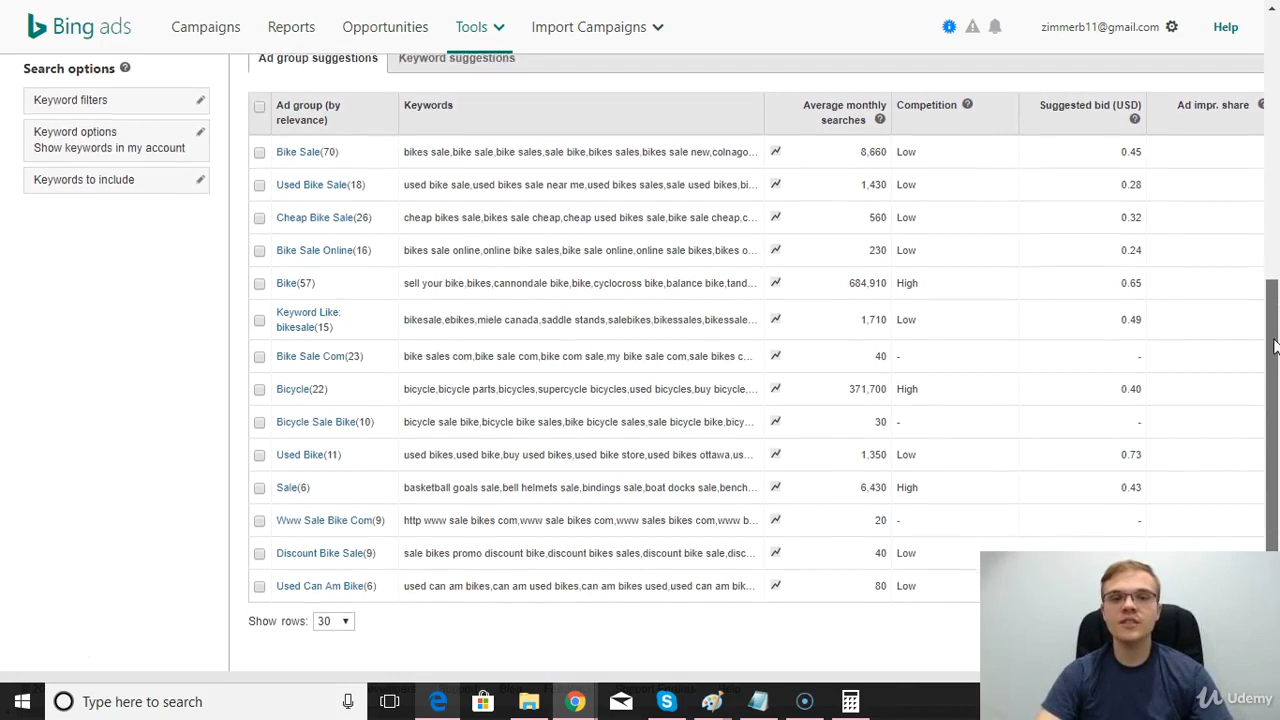 Bing ads Campaigns Reports Opportunities Tools Import Campaigns zimmerb11@gmail.com Help
Search options
Keyword filters
Keyword options
Show keywords in my account
Keywords to include
Ad group suggestions Keyword suggestions
Ad group (by relevance) Keywords Average monthly searches Competition Suggested bid (USD) Ad impr. share
Bike Sale(70) bikes sale,bike sale,bike sales,sale bike,bikes sales,bikes sale new,colnago... 8,660 Low 0.45
Used Bike Sale(18) used bike sale,used bikes sale near me,used bikes sales,sale used bikes,bi... 1,430 Low 0.28
Cheap Bike Sale(26) cheap bikes sale,bikes sale cheap,cheap used bikes sale,bike sale cheap,c... 560 Low 0.32
Bike Sale Online(16) bikes sale online,online bike sales,bike sale online,online sale bikes,bikes o... 230 Low 0.24
Bike(57) sell your bike,bikes,cannondale bike,bike,cyclocross bike,balance bike,tand... 684,910 High 0.65
Keyword Like: bikesale(15) bikesale,ebikes,miele canada,saddle stands,salebikes,bikessales,bikessale... 1,710 Low 0.49
Bike Sale Com(23) bike sales com,bike sale com,bike com sale,my bike sale com,sale bikes c... 40 - -
Bicycle(22) bicycle,bicycle parts,bicycles,supercycle bicycles,used bicycles,buy bicycle,... 371,700 High 0.40
Bicycle Sale Bike(10) bicycle sale bike,bicycle bike sales,bike bicycle sales,sale bicycle bike,bicy... 30 - -
Used Bike(11) used bikes,used bike,buy used bikes,used bike store,used bikes ottawa,us... 1,350 Low 0.73
Sale(6) basketball goals sale,bell helmets sale,bindings sale,boat docks sale,bench... 6,430 High 0.43
Www Sale Bike Com(9) http www sale bikes com,www sale bikes com,www sales bikes com,www b... 20 - -
Discount Bike Sale(9) sale bikes promo discount bike,discount bikes sales,discount bike sale,disc... 40 Low
Used Can Am Bike(6) used can am bikes,can am used bikes,can am bikes used,used can am bik... 80 Low
Show rows: 30
Type here to search
Udemy